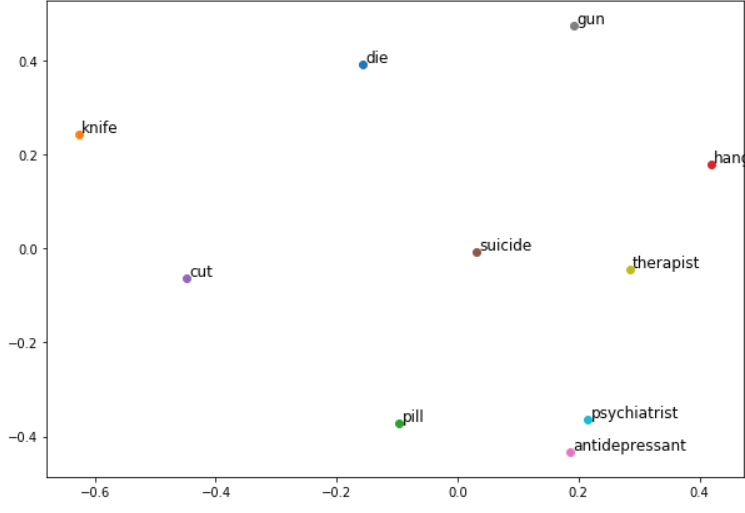 gun
die
0.4
knife
0.2
hang
suicide
0.0
therapist
cut
−0.2
pill
psychiatrist
−0.4
antidepressant
−0.6
−0.4
−0.2
0.0
0.2
0.4